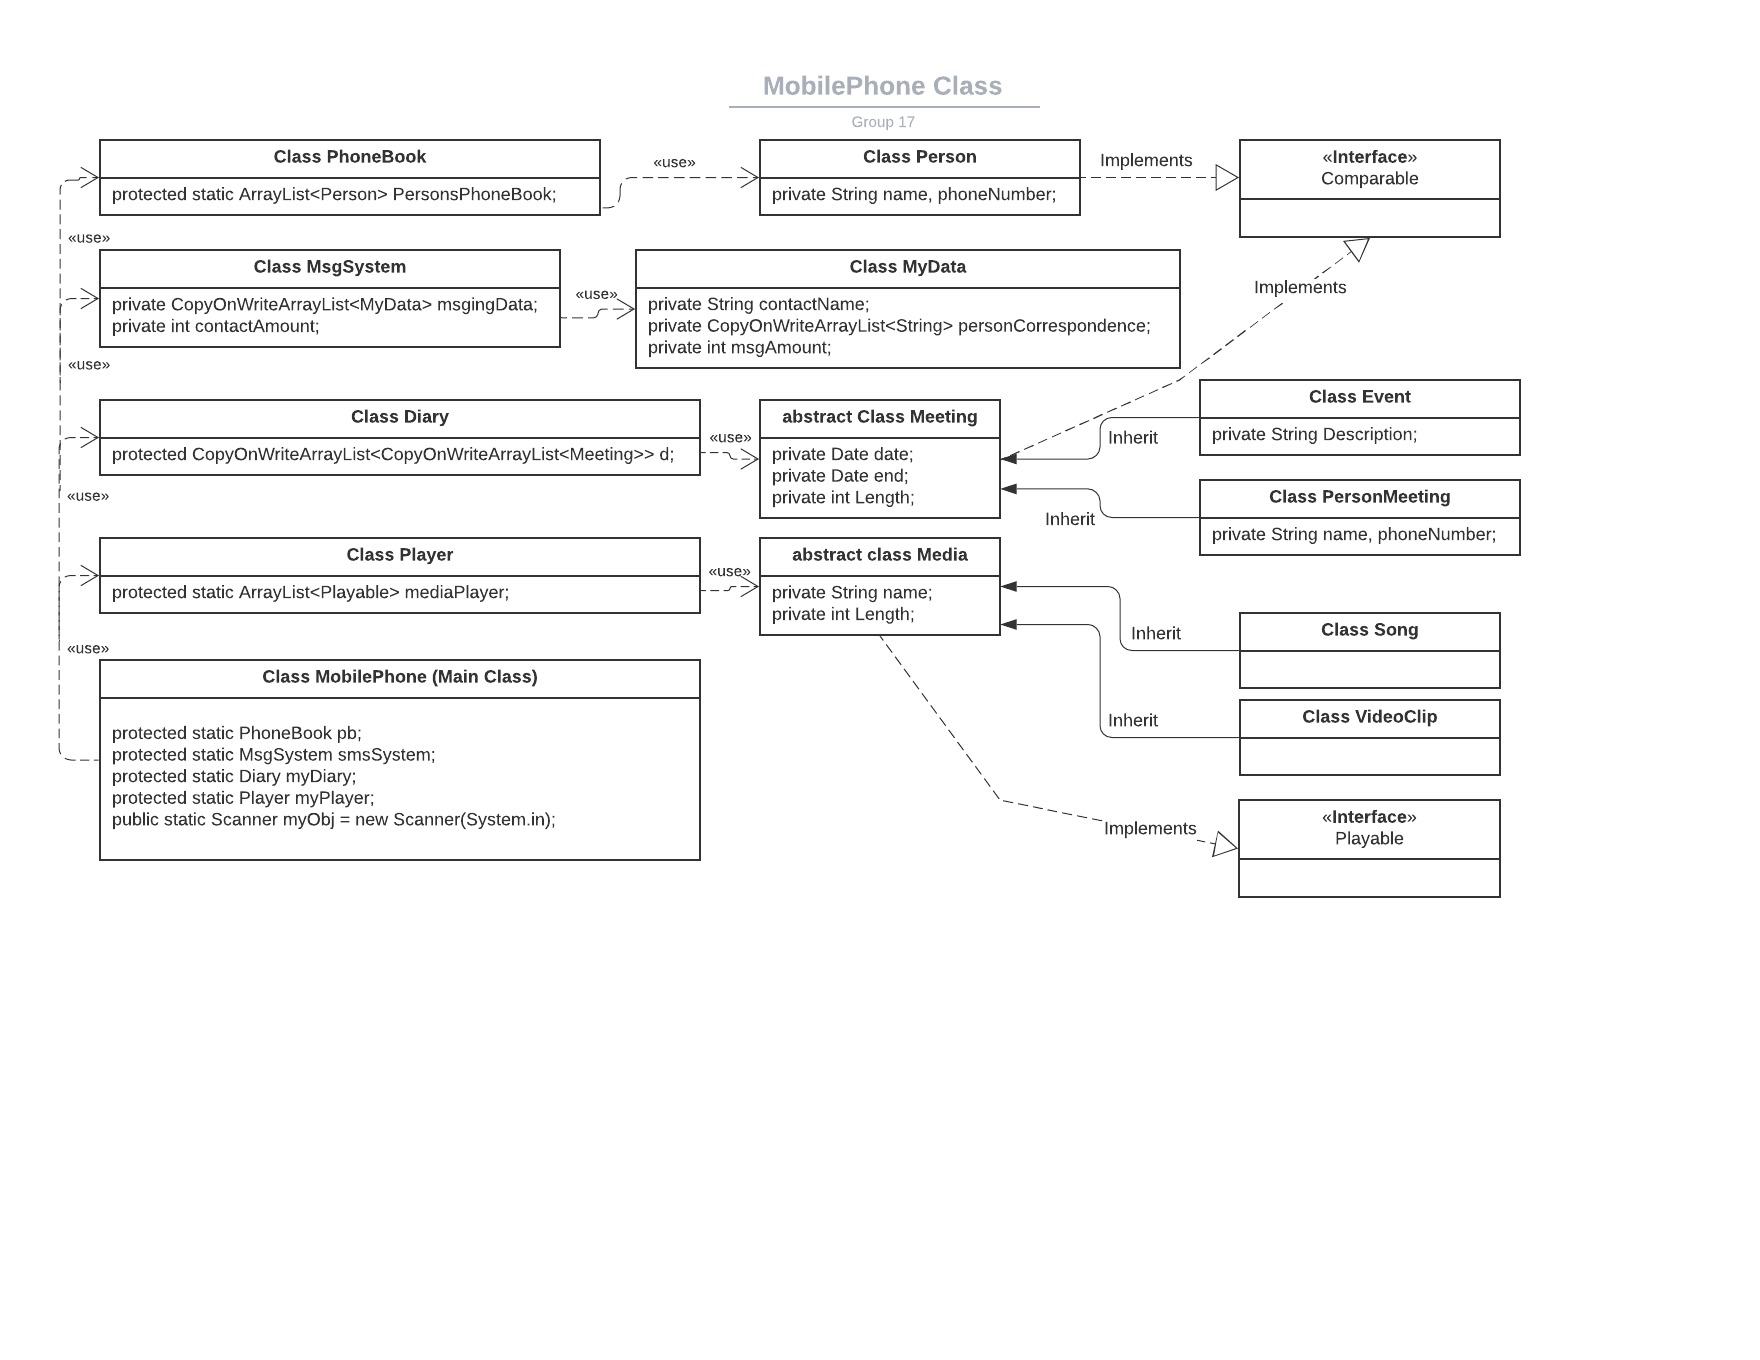 MobilePhone Class
Group 17
Class PhoneBook
protected static ArrayList<Person> PersonsPhoneBook;
«use»
Class Person
private String name, phoneNumber;
Implements
«Interface»
Comparable
«use»
Class MsgSystem
private CopyOnWriteArrayList<MyData> msgingData;
private int contactAmount;
«use»
Class MyData
private String contactName;
private CopyOnWriteArrayList<String> personCorrespondence;
private int msgAmount;
Implements
«use»
Class Diary
protected CopyOnWriteArrayList<CopyOnWriteArrayList<Meeting>> d;
«use»
abstract Class Meeting
private Date date;
private Date end;
private int Length;
Inherit
Class Event
private String Description;
Inherit
Class PersonMeeting
private String name, phoneNumber;
«use»
Class Player
protected static ArrayList<Playable> mediaPlayer;
«use»
abstract class Media
private String name;
private int Length;
Inherit
Class Song
Inherit
Class VideoClip
«use»
Class MobilePhone (Main Class)
protected static PhoneBook pb;
protected static MsgSystem smsSystem;
protected static Diary myDiary;
protected static Player myPlayer;
public static Scanner myObj = new Scanner(System.in);
Implements
«Interface»
Playable